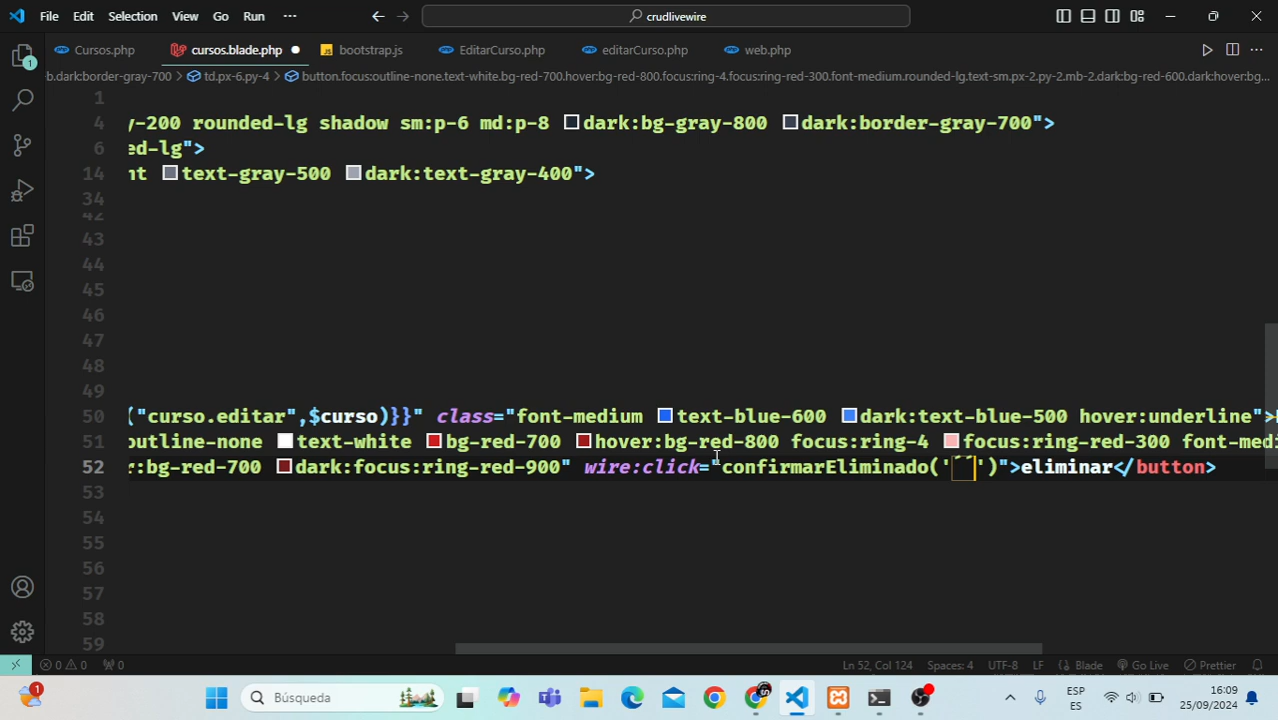 File Edit Selection View Go Run ··· crudlivewire
Cursos.php cursos.blade.php bootstrap.js EditarCurso.php editarCurso.php web.php
b.dark:border-gray-700 > td.px-6.py-4 > button.focus:outline-none.text-white.bg-red-700.hover:bg-red-800.focus:ring-4.focus:ring-red-300.font-medium.rounded-lg.text-sm.px-2.py-2.mb-2.dark:bg-red-600.dark:hover:bg...
1
4 y-200 rounded-lg shadow sm:p-6 md:p-8 dark:bg-gray-800 dark:border-gray-700">
6 ed-lg">
14 nt text-gray-500 dark:text-gray-400">
34
42
43
44
45
46
47
48
49
50 ("curso.editar",$curso)}}" class="font-medium text-blue-600 dark:text-blue-500 hover:underline">
51 outline-none text-white bg-red-700 hover:bg-red-800 focus:ring-4 focus:ring-red-300 font-medi
52 r:bg-red-700 dark:focus:ring-red-900" wire:click="confirmarEliminado('´´')">eliminar</button>
53
54
55
56
57
58
59
0 0 0 Ln 52, Col 124 Spaces: 4 UTF-8 LF Blade Go Live Prettier
1 Búsqueda ESP ES 16:09 25/09/2024